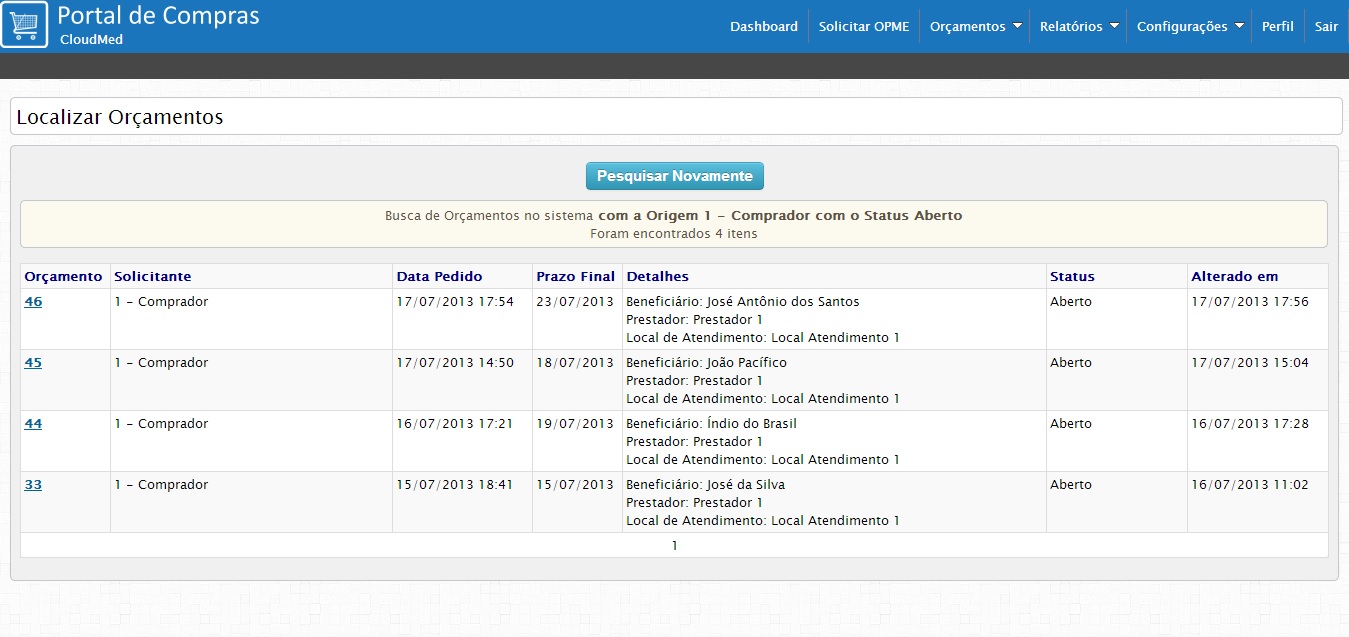 Portal de Compras
CloudMed
Dashboard Solicitar OPME Orçamentos Relatórios Configurações Perfil Sair
Localizar Orçamentos
Pesquisar Novamente
Busca de Orçamentos no sistema com a Origem 1 - Comprador com o Status Aberto
Foram encontrados 4 itens
Orçamento Solicitante Data Pedido Prazo Final Detalhes Status Alterado em
46 1 - Comprador 17/07/2013 17:54 23/07/2013 Beneficiário: José Antônio dos Santos Aberto 17/07/2013 17:56
Prestador: Prestador 1
Local de Atendimento: Local Atendimento 1
45 1 - Comprador 17/07/2013 14:50 18/07/2013 Beneficiário: João Pacífico Aberto 17/07/2013 15:04
Prestador: Prestador 1
Local de Atendimento: Local Atendimento 1
44 1 - Comprador 16/07/2013 17:21 19/07/2013 Beneficiário: Índio do Brasil Aberto 16/07/2013 17:28
Prestador: Prestador 1
Local de Atendimento: Local Atendimento 1
33 1 - Comprador 15/07/2013 18:41 15/07/2013 Beneficiário: José da Silva Aberto 16/07/2013 11:02
Prestador: Prestador 1
Local de Atendimento: Local Atendimento 1
1